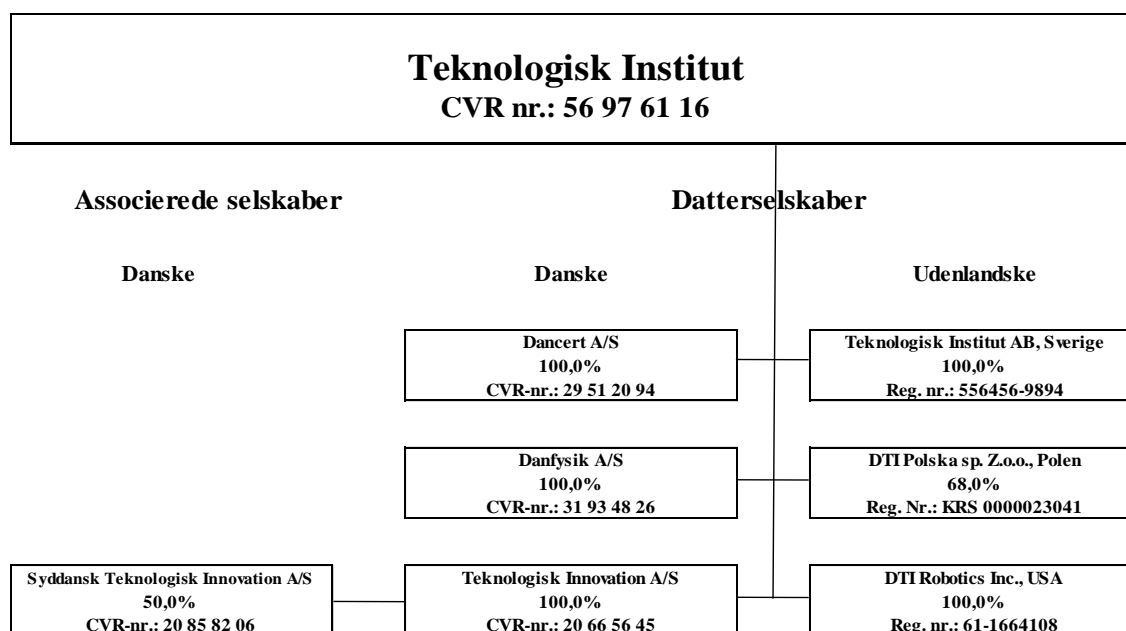 Teknologisk Institut
CVR nr.: 56 97 61 16
Associerede selskaber
Datterselskaber
Danske
Danske
Udenlandske
Dancert A/S
100,0%
CVR-nr.: 29 51 20 94
Teknologisk Institut AB, Sverige
100,0%
Reg. nr.: 556456-9894
Danfysik A/S
100,0%
CVR-nr.: 31 93 48 26
DTI Polska sp. Z.o.o., Polen
68,0%
Reg. Nr.: KRS 0000023041
Syddansk Teknologisk Innovation A/S
50,0%
CVR-nr.: 20 85 82 06
Teknologisk Innovation A/S
100,0%
CVR-nr.: 20 66 56 45
DTI Robotics Inc., USA
100,0%
Reg. nr.: 61-1664108